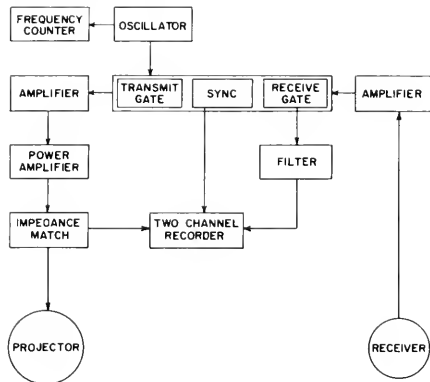 FREQUENCY
COUNTER
OSCILLATOR
AMPLIFIER
TRANSMIT
GATE
SYNC
RECEIVE
GATE
AMPLIFIER
POWER
AMPLIFIER
FILTER
IMPEDANCE
MATCH
TWO CHANNEL
RECORDER
PROJECTOR
RECEIVER